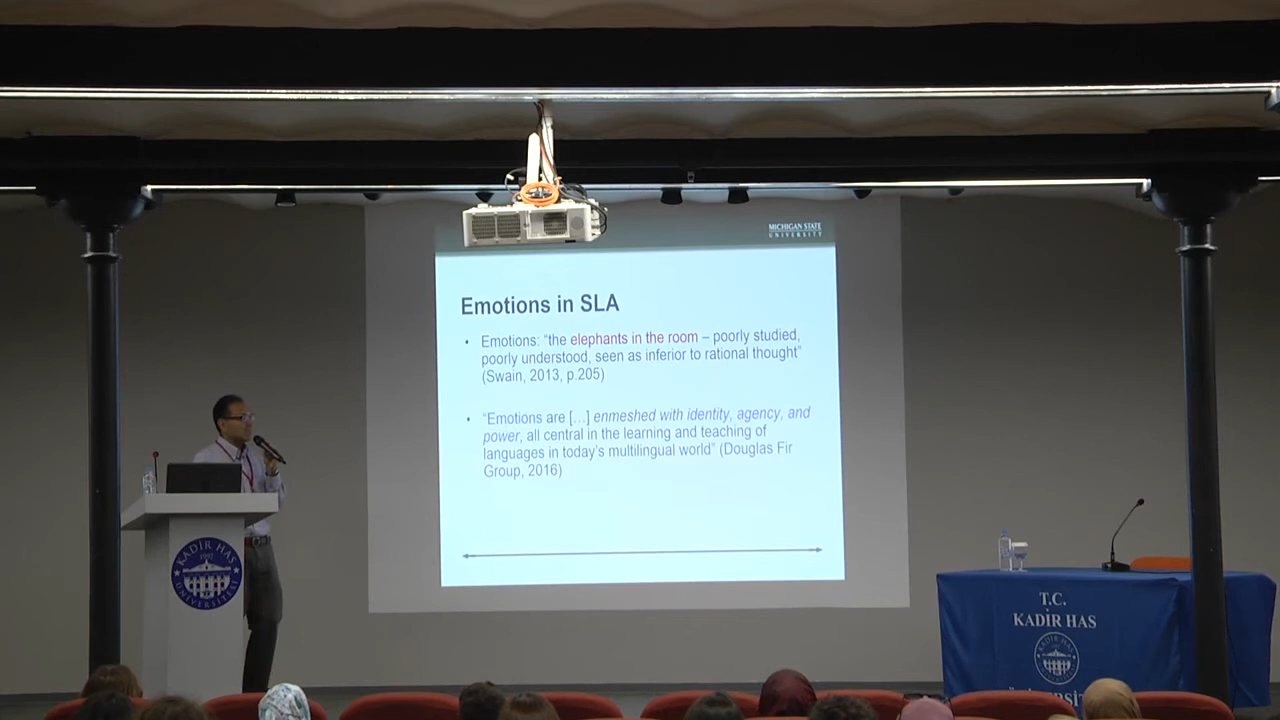 MICHIGAN STATE
UNIVERSITY
Emotions in SLA
• Emotions: “the elephants in the room – poorly studied,
poorly understood, seen as inferior to rational thought”
(Swain, 2013, p.205)
• “Emotions are [...] enmeshed with identity, agency, and
power, all central in the learning and teaching of
languages in today’s multilingual world” (Douglas Fir
Group, 2016)
KADİR HAS
1997
ÜNİVERSİTESİ
T.C.
KADİR HAS
KADİR HAS